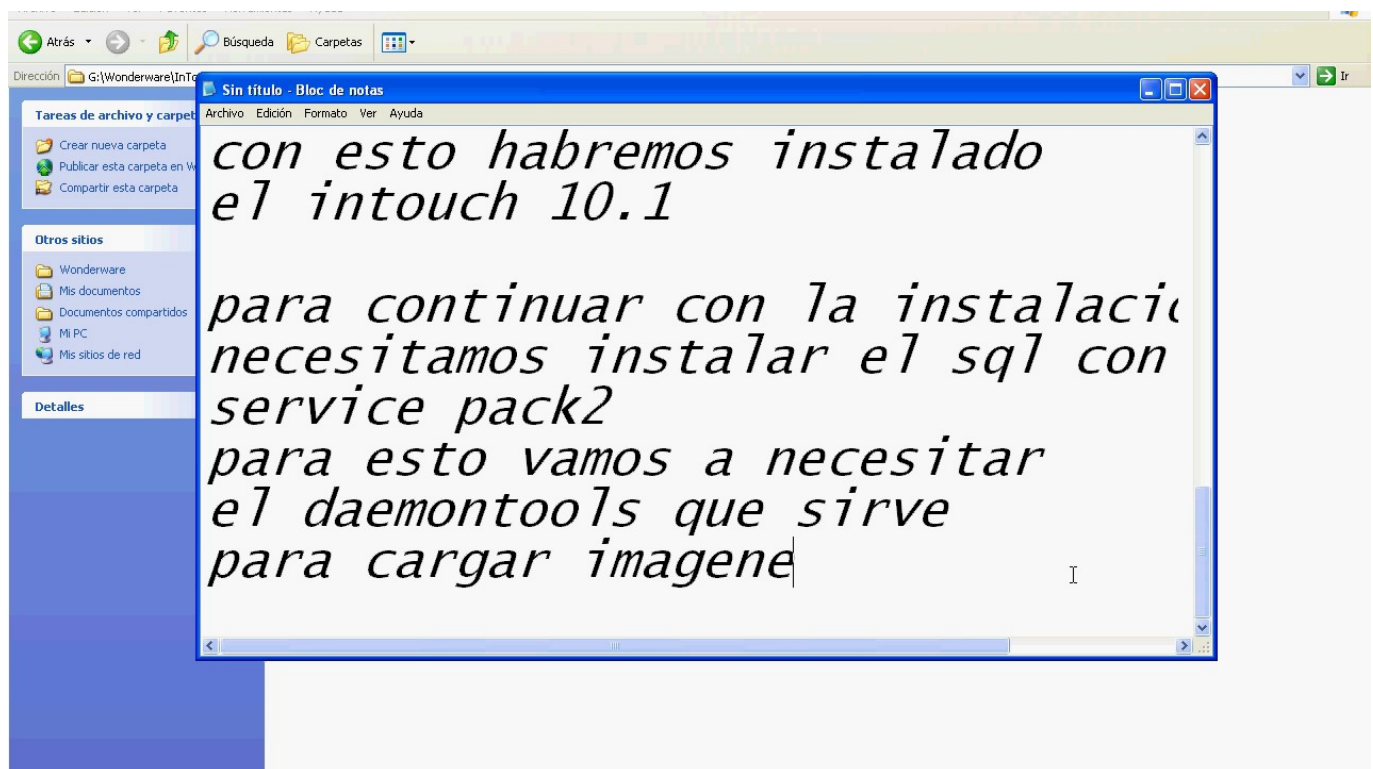 Atrás Búsqueda Carpetas
Dirección G:\Wonderware\InTo Ir
Sin título - Bloc de notas
Archivo Edición Formato Ver Ayuda
Tareas de archivo y carpet
Crear nueva carpeta
Publicar esta carpeta en W
Compartir esta carpeta
Otros sitios
Wonderware
Mis documentos
Documentos compartidos
Mi PC
Mis sitios de red
Detalles
con esto habremos instalado
el intouch 10.1
para continuar con la instalacio
necesitamos instalar el sql con
service pack2
para esto vamos a necesitar
el daemontools que sirve
para cargar imagene